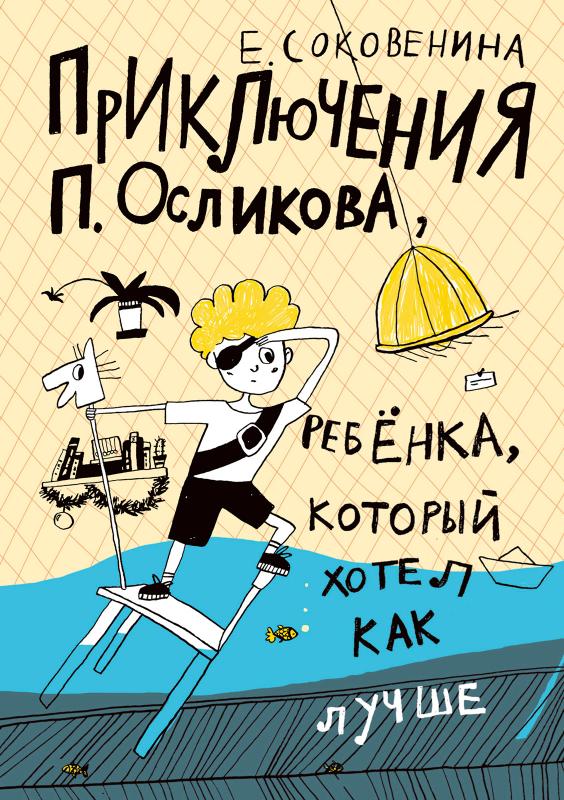 Е. СОКОВЕНИНА
ПРИКЛЮЧЕНИЯ
П. ОСЛИКОВА,
РЕБЁНКА,
КОТОРЫЙ
ХОТЕЛ
КАК
ЛУЧШЕ